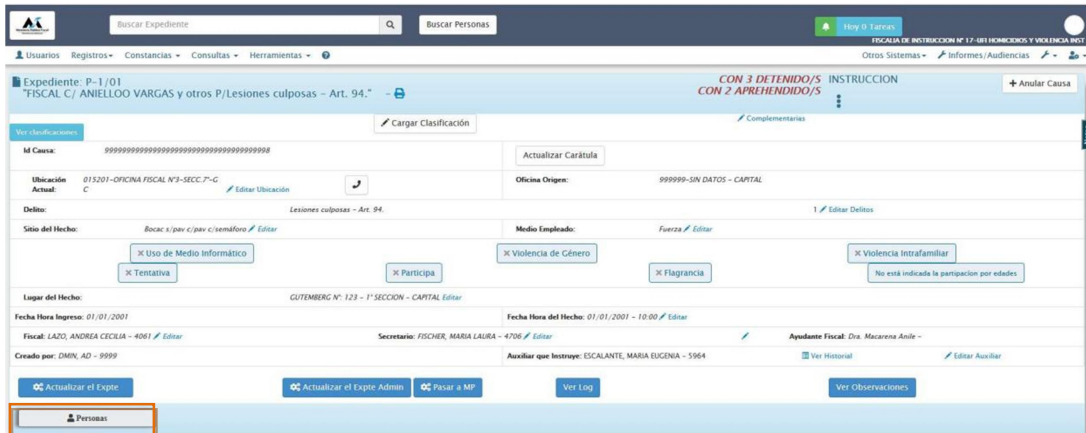 Buscar Expediente Buscar Personas Hoy 0 Tareas
FISCALIA DE INSTRUCCION N° 17-UFI HOMICIDIOS Y VIOLENCIA INST
Usuarios Registros Constancias Consultas Herramientas Otros Sistemas Informes/Audiencias
Expediente: P-1/01 CON 3 DETENIDO/S INSTRUCCION + Anular Causa
"FISCAL C/ ANIELLOO VARGAS y otros P/Lesiones culposas - Art. 94." - CON 2 APREHENDIDO/S
Cargar Clasificación Complementarias
Ver clasificaciones
Id Causa: Actualizar Carátula
Ubicación Actual: 015201-OFICINA FISCAL N°3-SECC.7°-G C Editar Ubicación Oficina Origen: 999999-SIN DATOS - CAPITAL
Delito: Lesiones culposas - Art. 94. 1 Editar Delitos
Sitio del Hecho: Bocac s/pav c/pav c/semáforo Editar Medio Empleado: Fuerza Editar
X Uso de Medio Informático X Violencia de Género X Violencia Intrafamiliar
X Tentativa X Participa X Flagrancia No está indicada la partipacíon por edades
Lugar del Hecho: GUTEMBERG N°: 123 - 1° SECCION - CAPITAL Editar
Fecha Hora Ingreso: 01/01/2001 Fecha Hora del Hecho: 01/01/2001 - 10:00 Editar
Fiscal: LAZO, ANDREA CECILIA - 4061 Editar Secretario: FISCHER, MARIA LAURA - 4706 Editar Ayudante Fiscal: Dra. Macarena Anile -
Creado por: DMIN, AD - 9999 Auxiliar que Instruye: ESCALANTE, MARIA EUGENIA - 5964 Ver Historial Editar Auxiliar
Actualizar el Expte Actualizar el Expte Admin Pasar a MP Ver Log Ver Observaciones
Personas